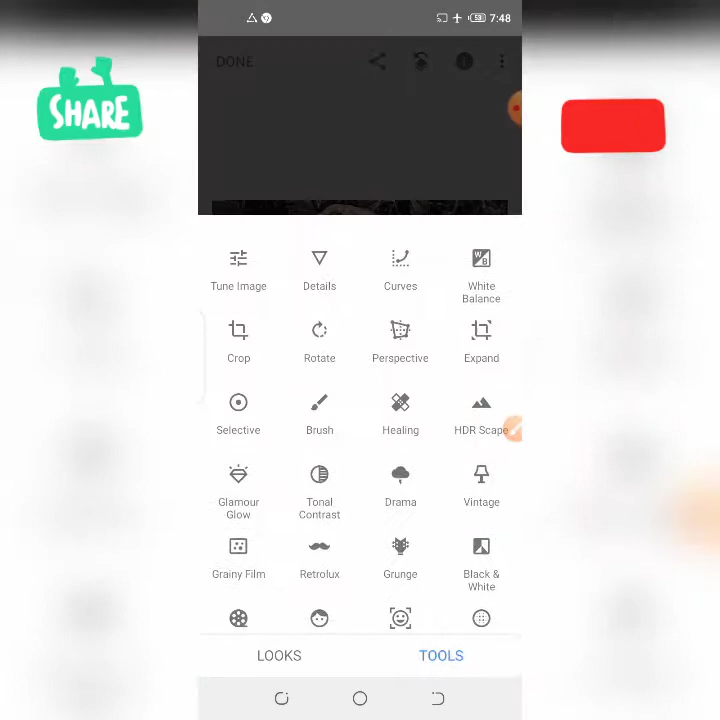 53 7:48
DONE
SHARE
Tune Image Details Curves White Balance
Crop Rotate Perspective Expand
Selective Brush Healing HDR Scape
Glamour Glow Tonal Contrast Drama Vintage
Grainy Film Retrolux Grunge Black & White
LOOKS TOOLS